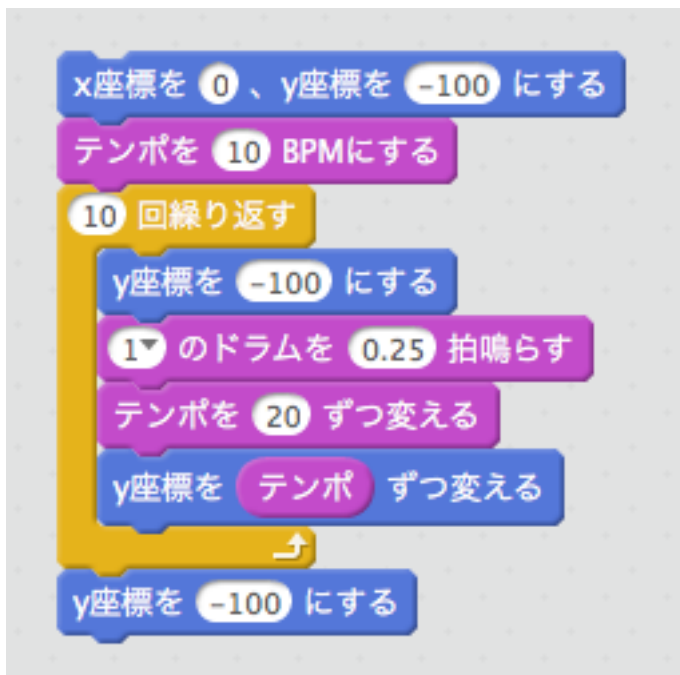 x座標を 0 、y座標を -100 にする
テンポを 10 BPMにする
10 回繰り返す
y座標を -100 にする
1 のドラムを 0.25 拍鳴らす
テンポを 20 ずつ変える
y座標を テンポ ずつ変える
y座標を -100 にする